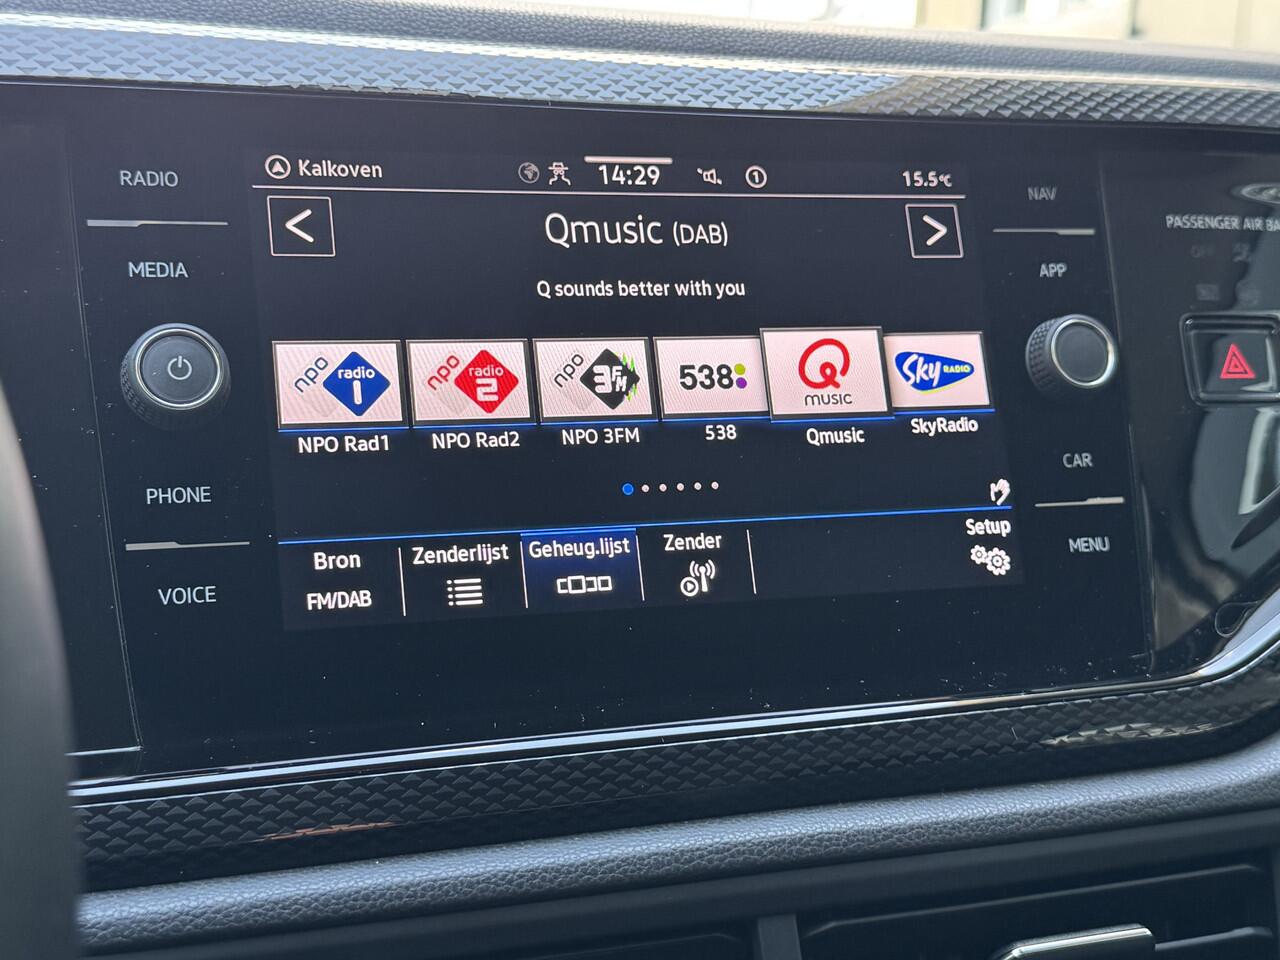 RADIO
MEDIA
PHONE
VOICE
Kalkoven
14:29
1
15.5°C
<
Qmusic (DAB)
>
Q sounds better with you
npo radio 1
npo radio 2
npo 3FM
538
Q MUSIC
Sky RADIO
NPO Rad1
NPO Rad2
NPO 3FM
538
Qmusic
SkyRadio
Bron
FM/DAB
Zenderlijst
Geheug.lijst
Zender
Setup
NAV
APP
CAR
MENU
PASSENGER AIR BA